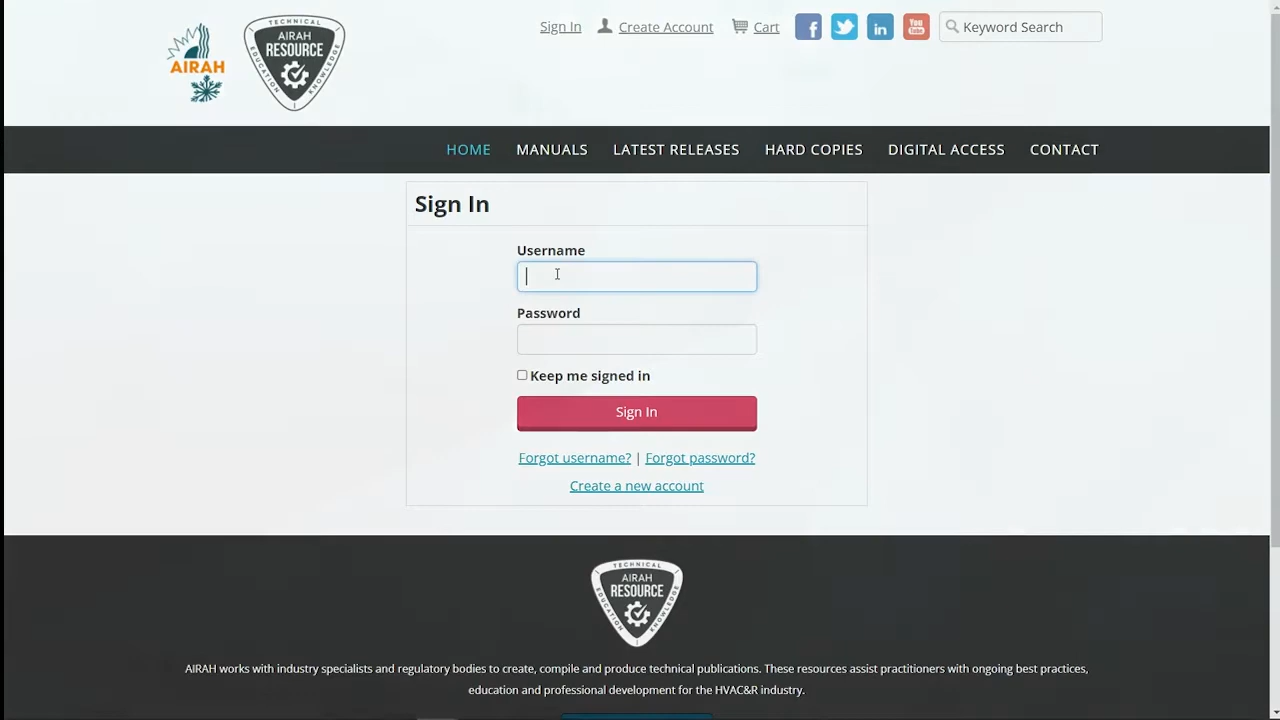 AIRAH
TECHNICAL
AIRAH
RESOURCE
EDUCATION
KNOWLEDGE
Sign In
Create Account
Cart
You
Tube
Keyword Search
HOME
MANUALS
LATEST RELEASES
HARD COPIES
DIGITAL ACCESS
CONTACT
Sign In
Username
Password
Keep me signed in
Sign In
Forgot username? | Forgot password?
Create a new account
TECHNICAL
AIRAH
RESOURCE
EDUCATION
KNOWLEDGE
AIRAH works with industry specialists and regulatory bodies to create, compile and produce technical publications. These resources assist practitioners with ongoing best practices,
education and professional development for the HVAC&R industry.